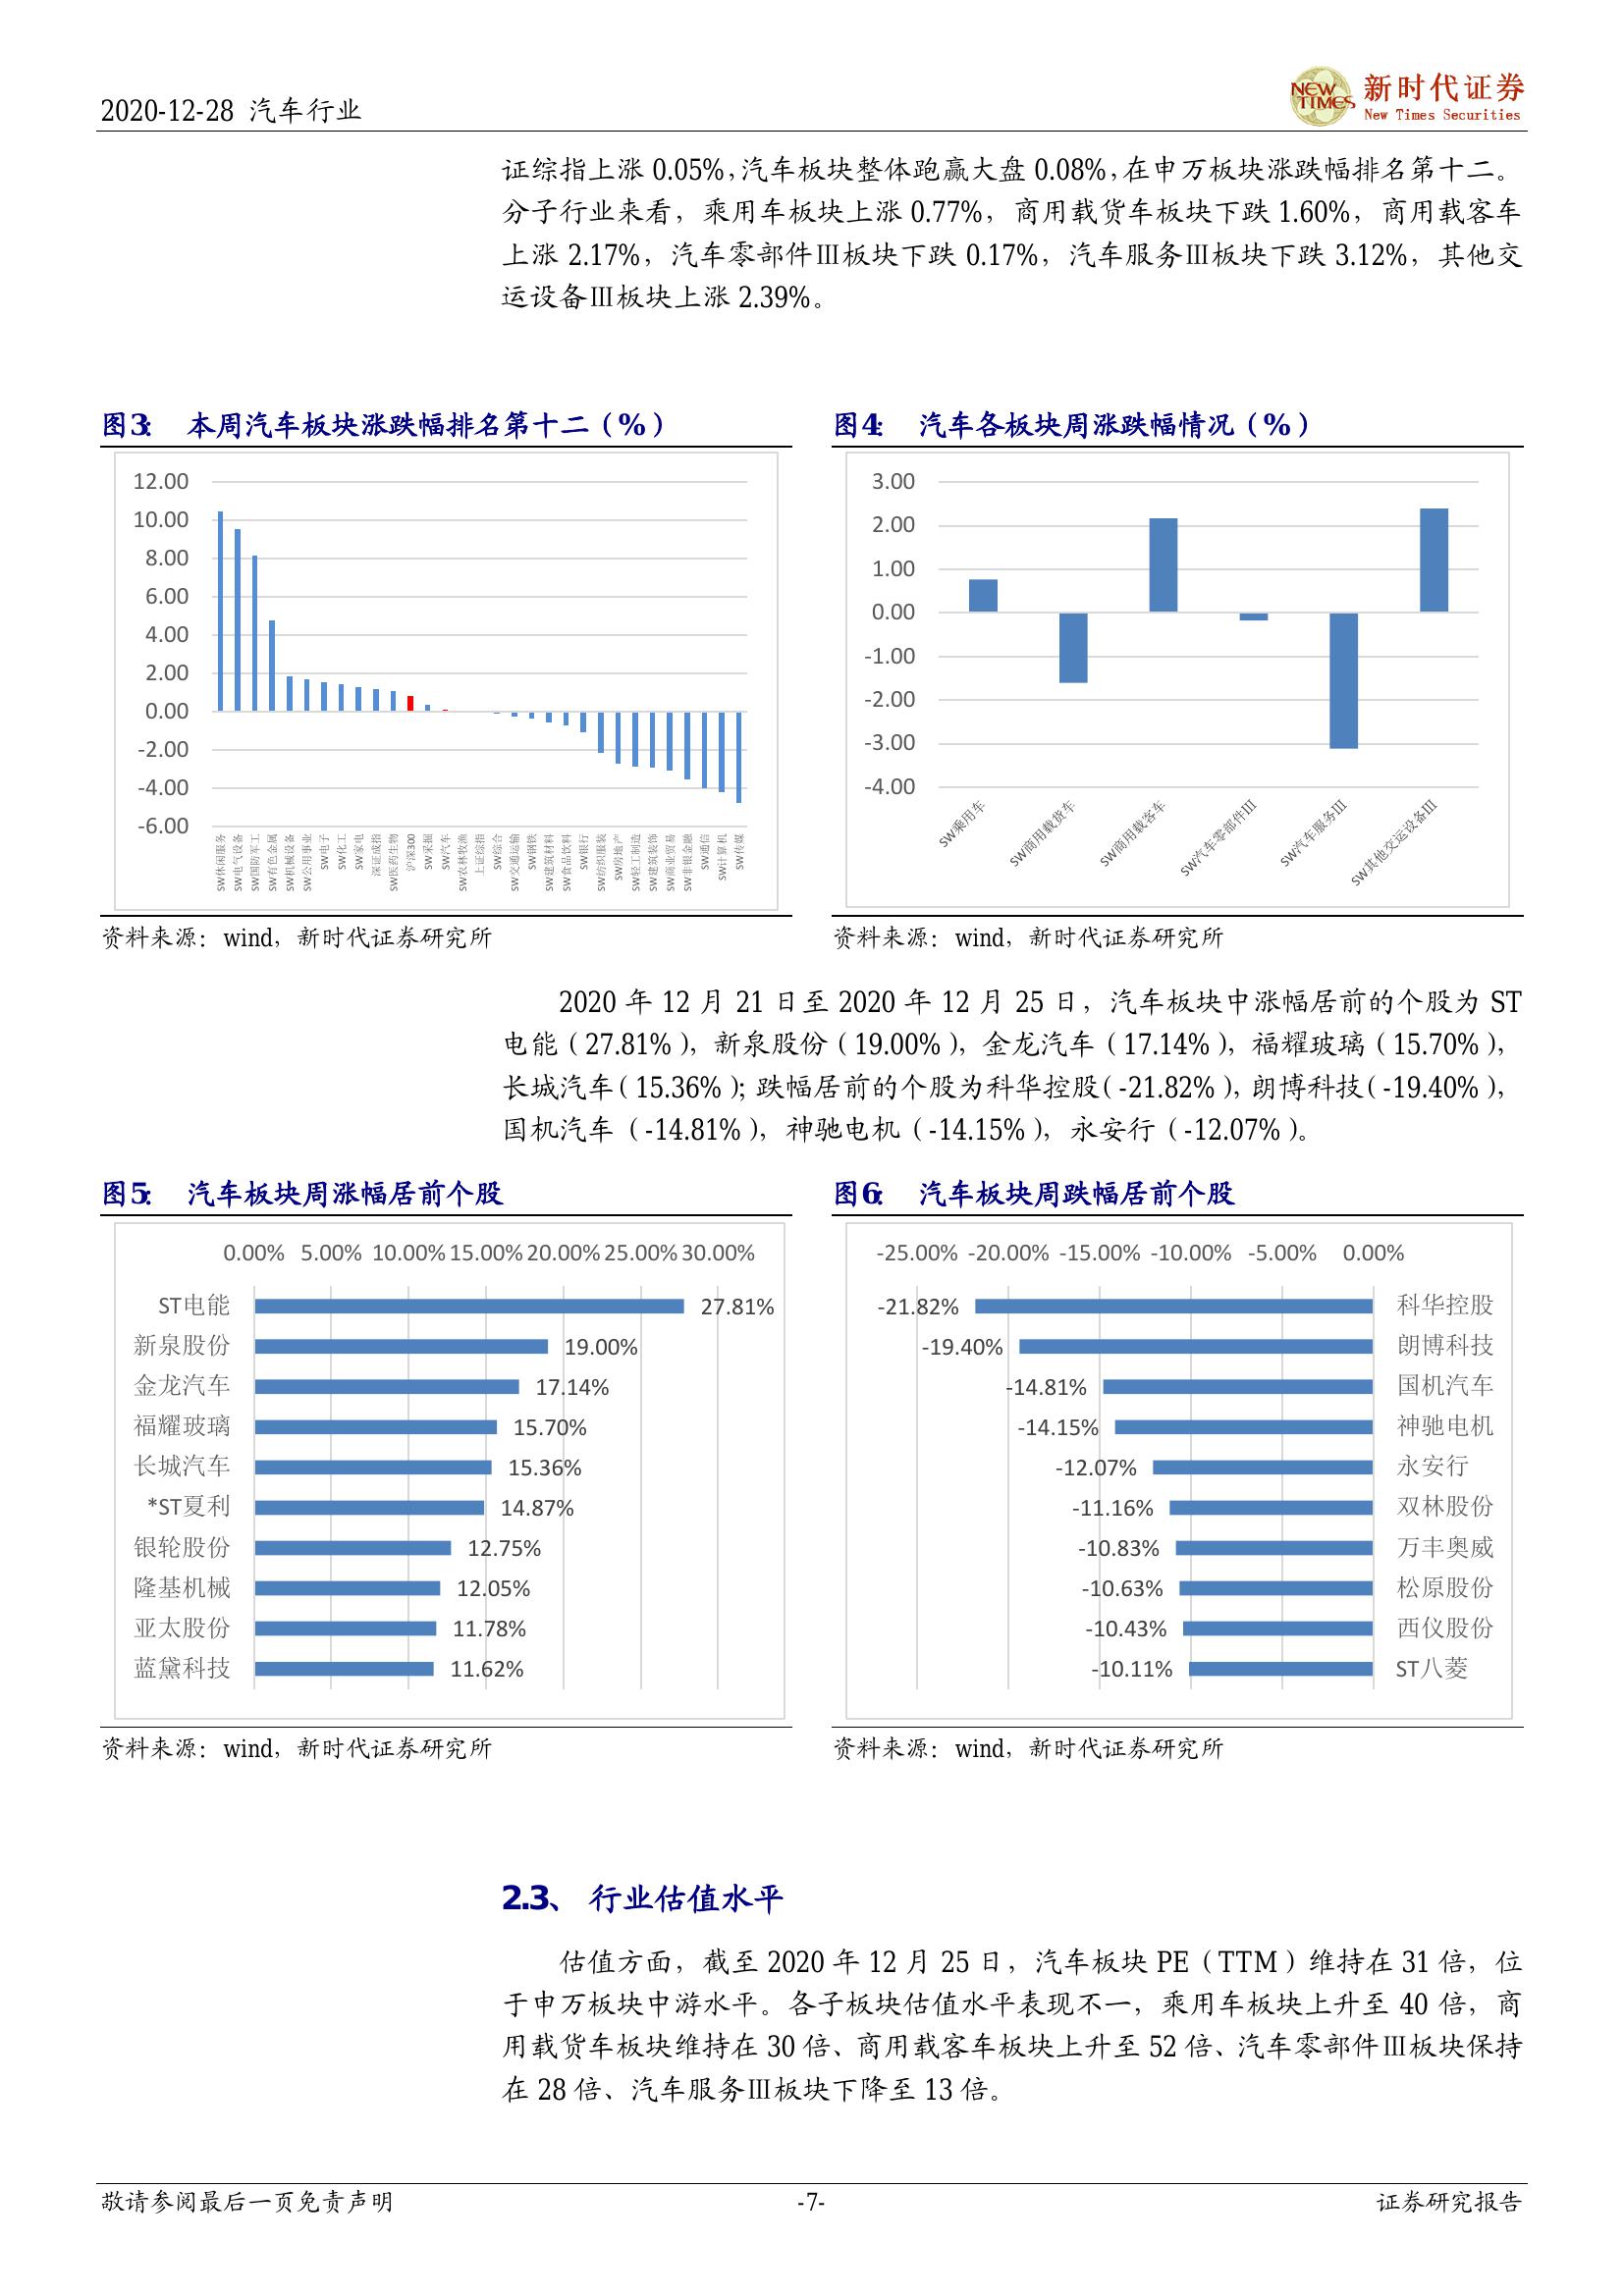 2020-12-28 汽车行业
NEW TIMES
新时代证券
New Times Securities
证综指上涨 0.05%，汽车板块整体跑赢大盘 0.08%，在申万板块涨跌幅排名第十二。
分子行业来看，乘用车板块上涨 0.77%，商用载货车板块下跌 1.60%，商用载客车
上涨 2.17%，汽车零部件Ⅲ板块下跌 0.17%，汽车服务Ⅲ板块下跌 3.12%，其他交
运设备Ⅲ板块上涨 2.39%。
图3： 本周汽车板块涨跌幅排名第十二（%）
12.00
10.00
8.00
6.00
4.00
2.00
0.00
-2.00
-4.00
-6.00
SW休闲服务
SW电气设备
SW国防军工
SW有色金属
SW机械设备
SW公用事业
SW电子
SW化工
SW家电
深证成指
SW医药生物
沪深300
SW采掘
SW汽车
SW农林牧渔
上证综指
SW综合
SW交通运输
SW钢铁
SW建筑材料
SW食品饮料
SW银行
SW纺织服装
SW房地产
SW轻工制造
SW建筑装饰
SW商业贸易
SW非银金融
SW通信
SW计算机
SW传媒
资料来源：wind，新时代证券研究所
图4： 汽车各板块周涨跌幅情况（%）
3.00
2.00
1.00
0.00
-1.00
-2.00
-3.00
-4.00
SW乘用车
SW商用载货车
SW商用载客车
SW汽车零部件III
SW汽车服务III
SW其他交运设备III
资料来源：wind，新时代证券研究所
2020 年 12 月 21 日至 2020 年 12 月 25 日，汽车板块中涨幅居前的个股为 ST
电能（27.81%），新泉股份（19.00%），金龙汽车（17.14%），福耀玻璃（15.70%），
长城汽车（15.36%）；跌幅居前的个股为科华控股（-21.82%），朗博科技（-19.40%），
国机汽车（-14.81%），神驰电机（-14.15%），永安行（-12.07%）。
图5： 汽车板块周涨幅居前个股
0.00% 5.00% 10.00% 15.00% 20.00% 25.00% 30.00%
ST电能 27.81%
新泉股份 19.00%
金龙汽车 17.14%
福耀玻璃 15.70%
长城汽车 15.36%
*ST夏利 14.87%
银轮股份 12.75%
隆基机械 12.05%
亚太股份 11.78%
蓝黛科技 11.62%
资料来源：wind，新时代证券研究所
图6： 汽车板块周跌幅居前个股
-25.00% -20.00% -15.00% -10.00% -5.00% 0.00%
-21.82% 科华控股
-19.40% 朗博科技
-14.81% 国机汽车
-14.15% 神驰电机
-12.07% 永安行
-11.16% 双林股份
-10.83% 万丰奥威
-10.63% 松原股份
-10.43% 西仪股份
-10.11% ST八菱
资料来源：wind，新时代证券研究所
2.3、 行业估值水平
估值方面，截至 2020 年 12 月 25 日，汽车板块 PE（TTM）维持在 31 倍，位
于申万板块中游水平。各子板块估值水平表现不一，乘用车板块上升至 40 倍，商
用载货车板块维持在 30 倍、商用载客车板块上升至 52 倍、汽车零部件Ⅲ板块保持
在 28 倍、汽车服务Ⅲ板块下降至 13 倍。
敬请参阅最后一页免责声明
-7-
证券研究报告